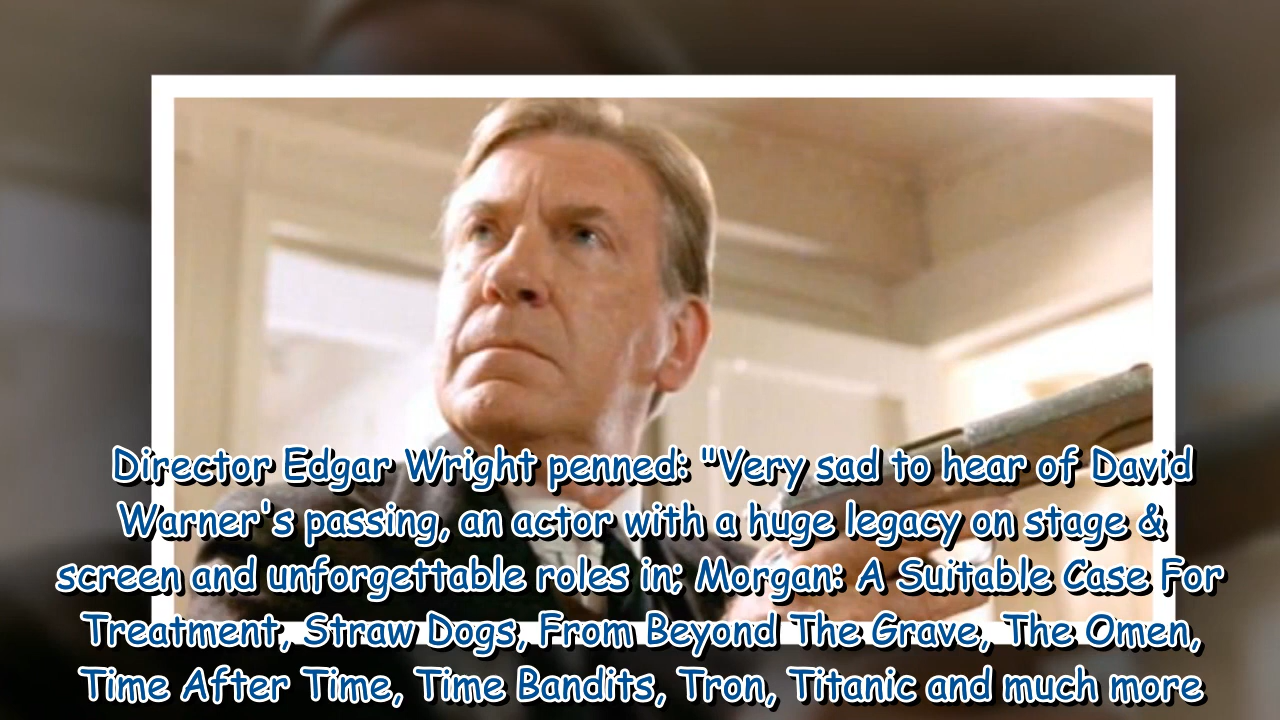 Director Edgar Wright penned: "Very sad to hear of David
Warner's passing, an actor with a huge legacy on stage &
screen and unforgettable roles in; Morgan: A Suitable Case For
Treatment, Straw Dogs, From Beyond The Grave, The Omen,
Time After Time, Time Bandits, Tron, Titanic and much more